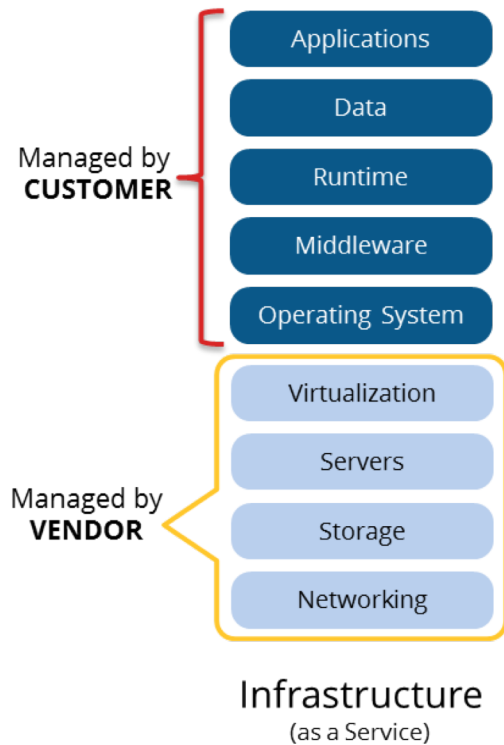 Applications
Data
Managed by
CUSTOMER
Runtime
Middleware
Operating System
Virtualization
Servers
Managed by
VENDOR
Storage
Networking
Infrastructure
(as a Service)